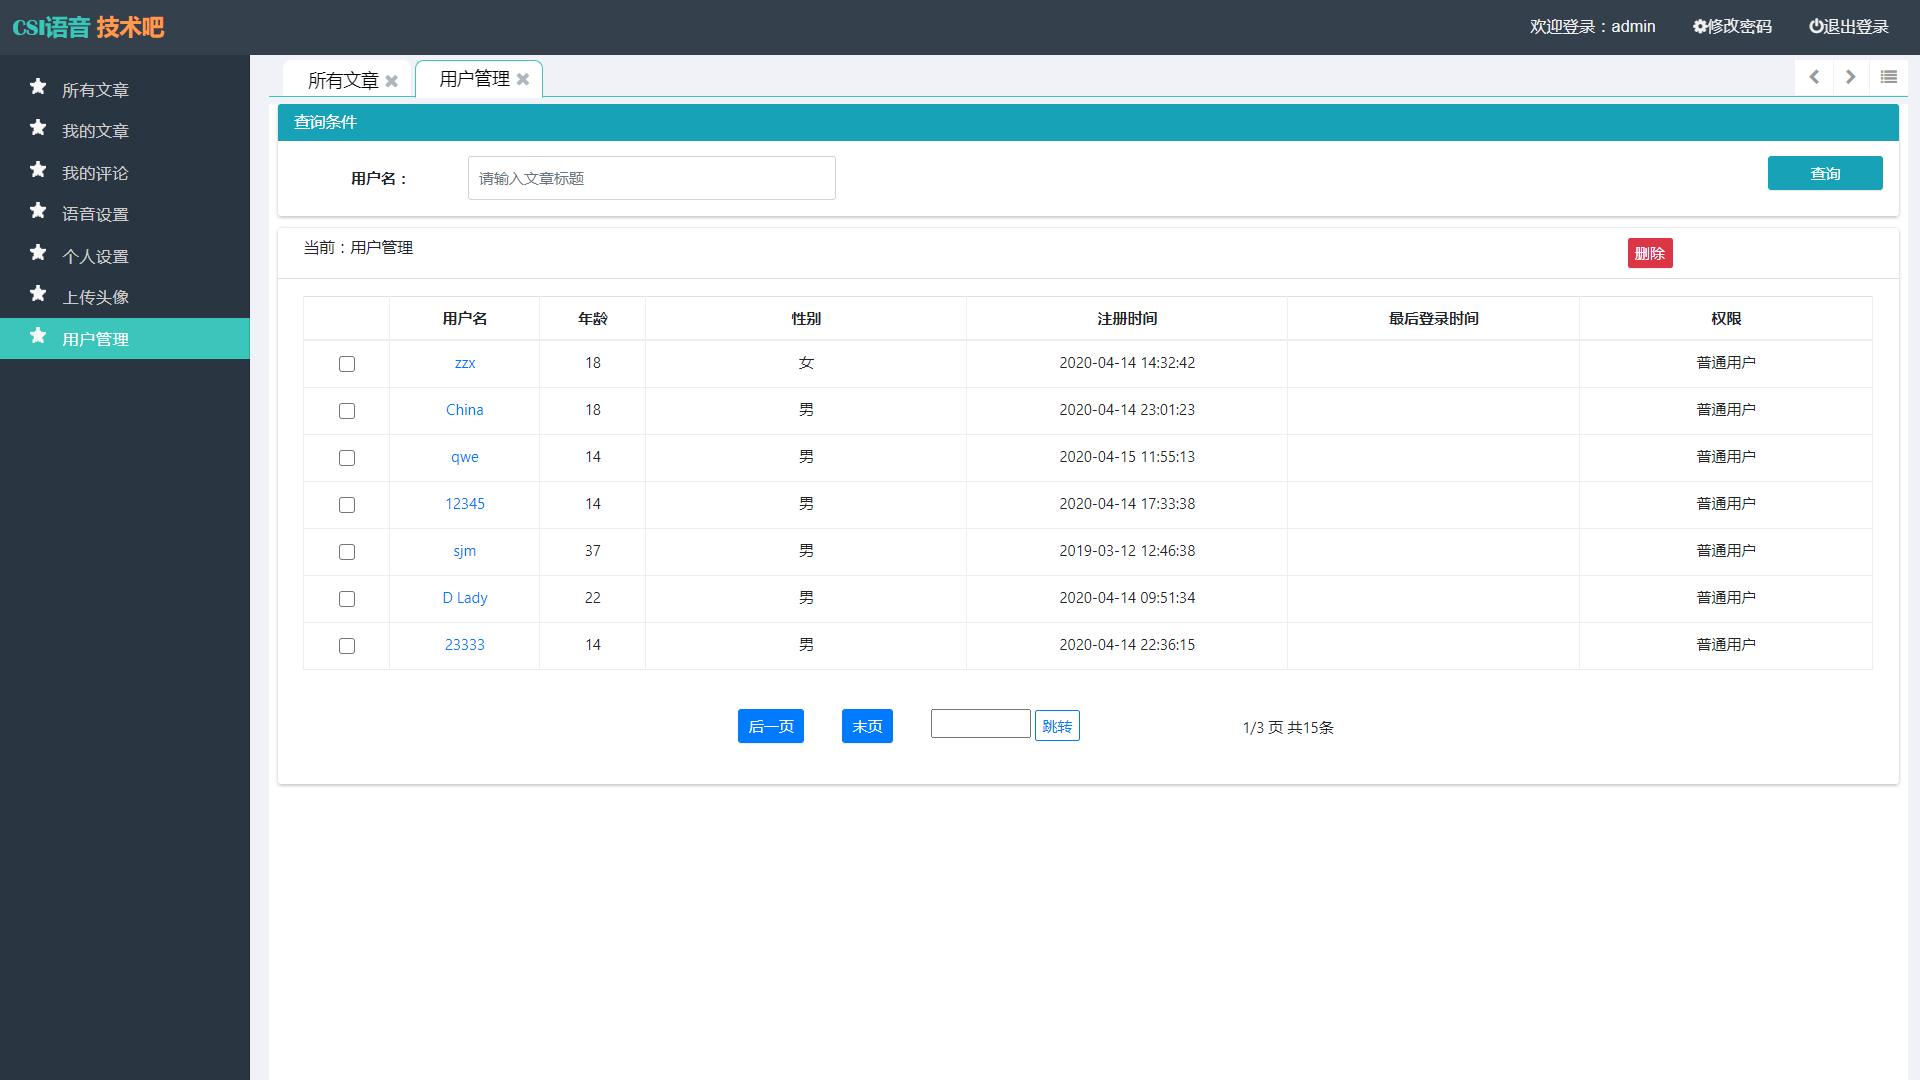 CSI语音 技术吧
欢迎登录：admin 修改密码 退出登录
所有文章
我的文章
我的评论
语音设置
个人设置
上传头像
用户管理
所有文章 用户管理
查询条件
用户名： 请输入文章标题 查询
当前：用户管理 删除
用户名 年龄 性别 注册时间 最后登录时间 权限
zzx 18 女 2020-04-14 14:32:42 普通用户
China 18 男 2020-04-14 23:01:23 普通用户
qwe 14 男 2020-04-15 11:55:13 普通用户
12345 14 男 2020-04-14 17:33:38 普通用户
sjm 37 男 2019-03-12 12:46:38 普通用户
D Lady 22 男 2020-04-14 09:51:34 普通用户
23333 14 男 2020-04-14 22:36:15 普通用户
后一页 末页 跳转 1/3 页 共15条